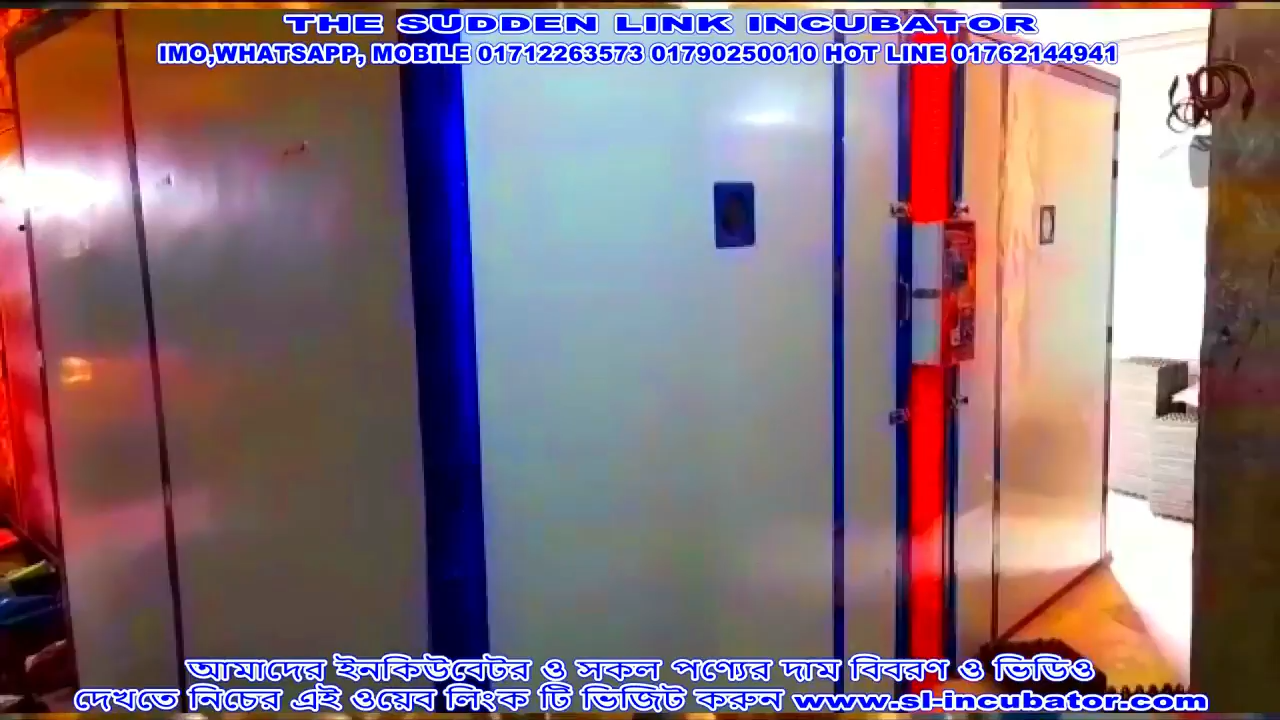 THE SUDDEN LINK INCUBATOR
IMO,WHATSAPP, MOBILE 01712263573 01790250010 HOT LINE 01762144941
আমাদের ইনকিউবেটর ও সকল পণ্যের দাম বিবরণ ও ভিডিও
দেখতে নিচের এই ওয়েব লিংক টি ভিজিট করুন www.sl-incubator.com